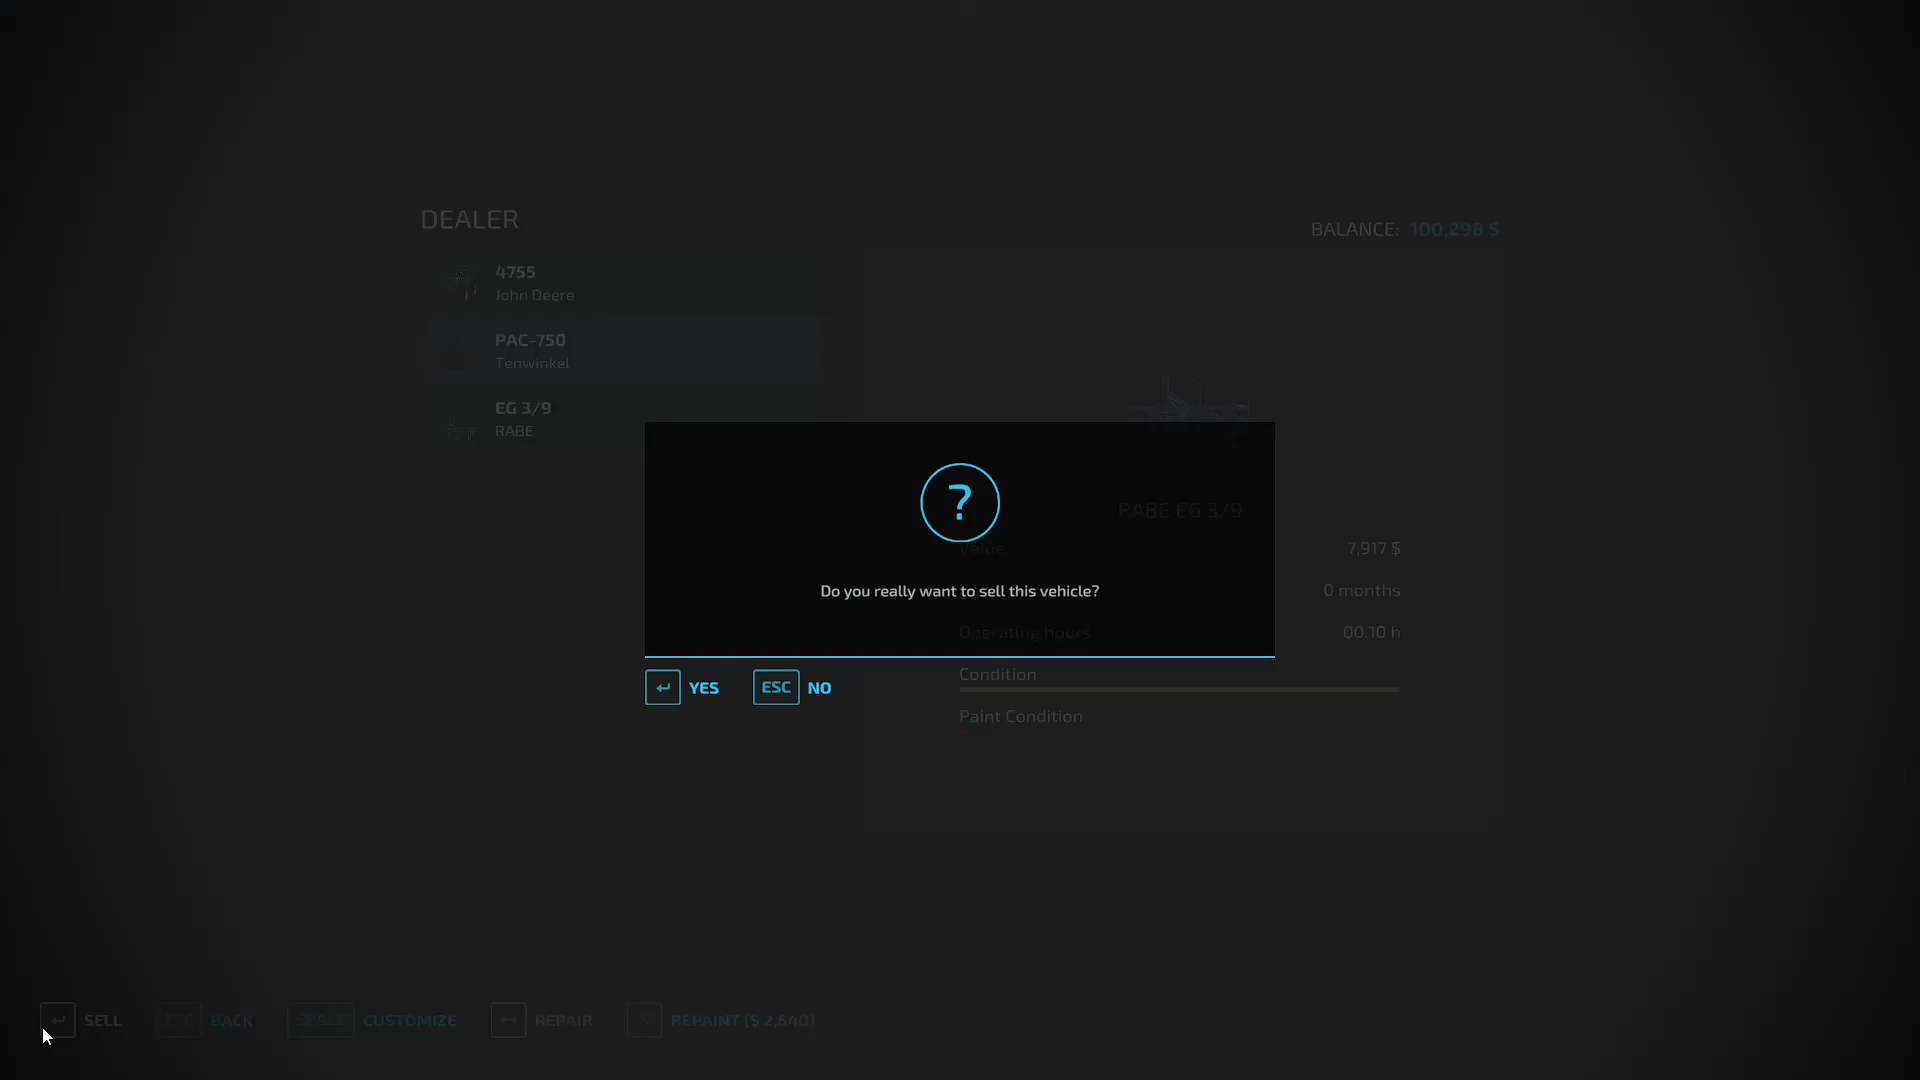 DEALER
BALANCE: 100,298 $
4755
John Deere
PAC-750
Tenwinkel
EG 3/9
RABE
?
RABE EG 3/9
Value 7,917 $
Do you really want to sell this vehicle?
0 months
Operating hours 00:10 h
Condition
Paint Condition
YES ESC NO
SELL ESC BACK SPACE CUSTOMIZE REPAIR REPAINT ($ 2,640)